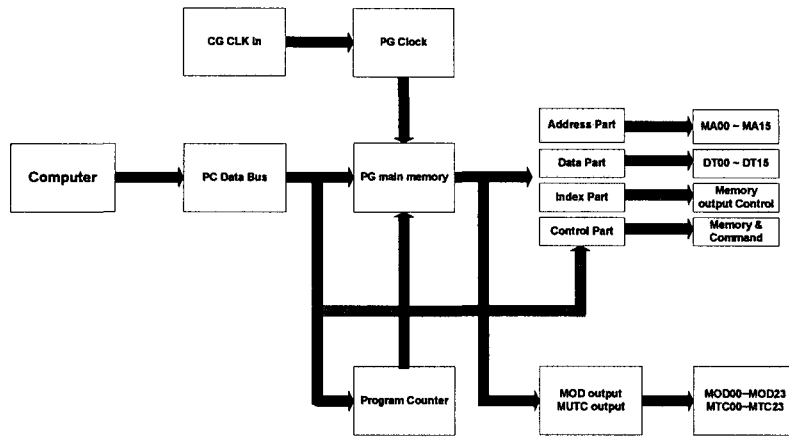 CG CLK In
PG Clock
Computer
PC Data Bus
PG main memory
Address Part
MA00 ~ MA15
Data Part
DT00 ~ DT15
Index Part
Memory
output Control
Control Part
Memory &
Command
Program Counter
MOD output
MUTC output
MOD00~MOD23
MTC00~MTC23